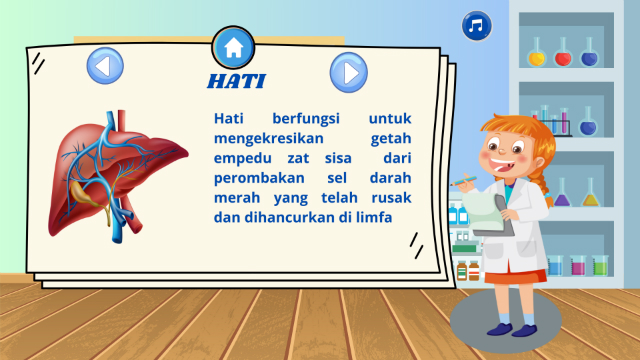 HATI
Hati berfungsi untuk
mengekresikan getah
empedu zat sisa dari
perombakan sel darah
merah yang telah rusak
dan dihancurkan di limfa